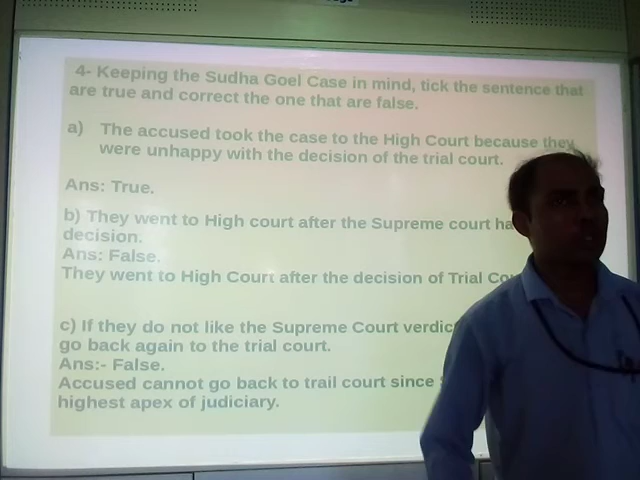 4- Keeping the Sudha Goel Case in mind, tick the sentence that
are true and correct the one that are false.
a) The accused took the case to the High Court because they
were unhappy with the decision of the trial court.
Ans: True.
b) They went to High court after the Supreme court
decision.
Ans: False.
They went to High Court after the decision of Trial
c) If they do not like the Supreme Court
go back again to the trial court.
Ans:- False.
Accused cannot go back to trail court since
highest apex of judiciary.